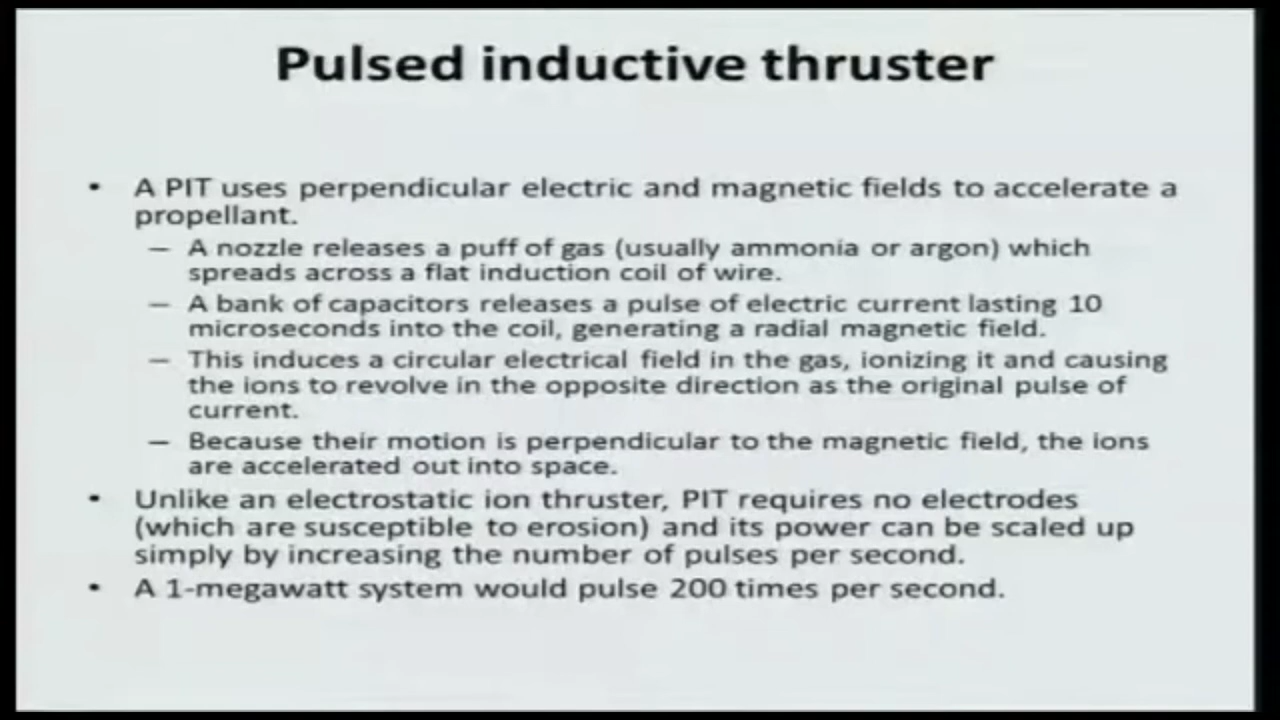 Pulsed inductive thruster
• A PIT uses perpendicular electric and magnetic fields to accelerate a
propellant.
– A nozzle releases a puff of gas (usually ammonia or argon) which
spreads across a flat induction coil of wire.
– A bank of capacitors releases a pulse of electric current lasting 10
microseconds into the coil, generating a radial magnetic field.
– This induces a circular electrical field in the gas, ionizing it and causing
the ions to revolve in the opposite direction as the original pulse of
current.
– Because their motion is perpendicular to the magnetic field, the ions
are accelerated out into space.
• Unlike an electrostatic ion thruster, PIT requires no electrodes
(which are susceptible to erosion) and its power can be scaled up
simply by increasing the number of pulses per second.
• A 1-megawatt system would pulse 200 times per second.